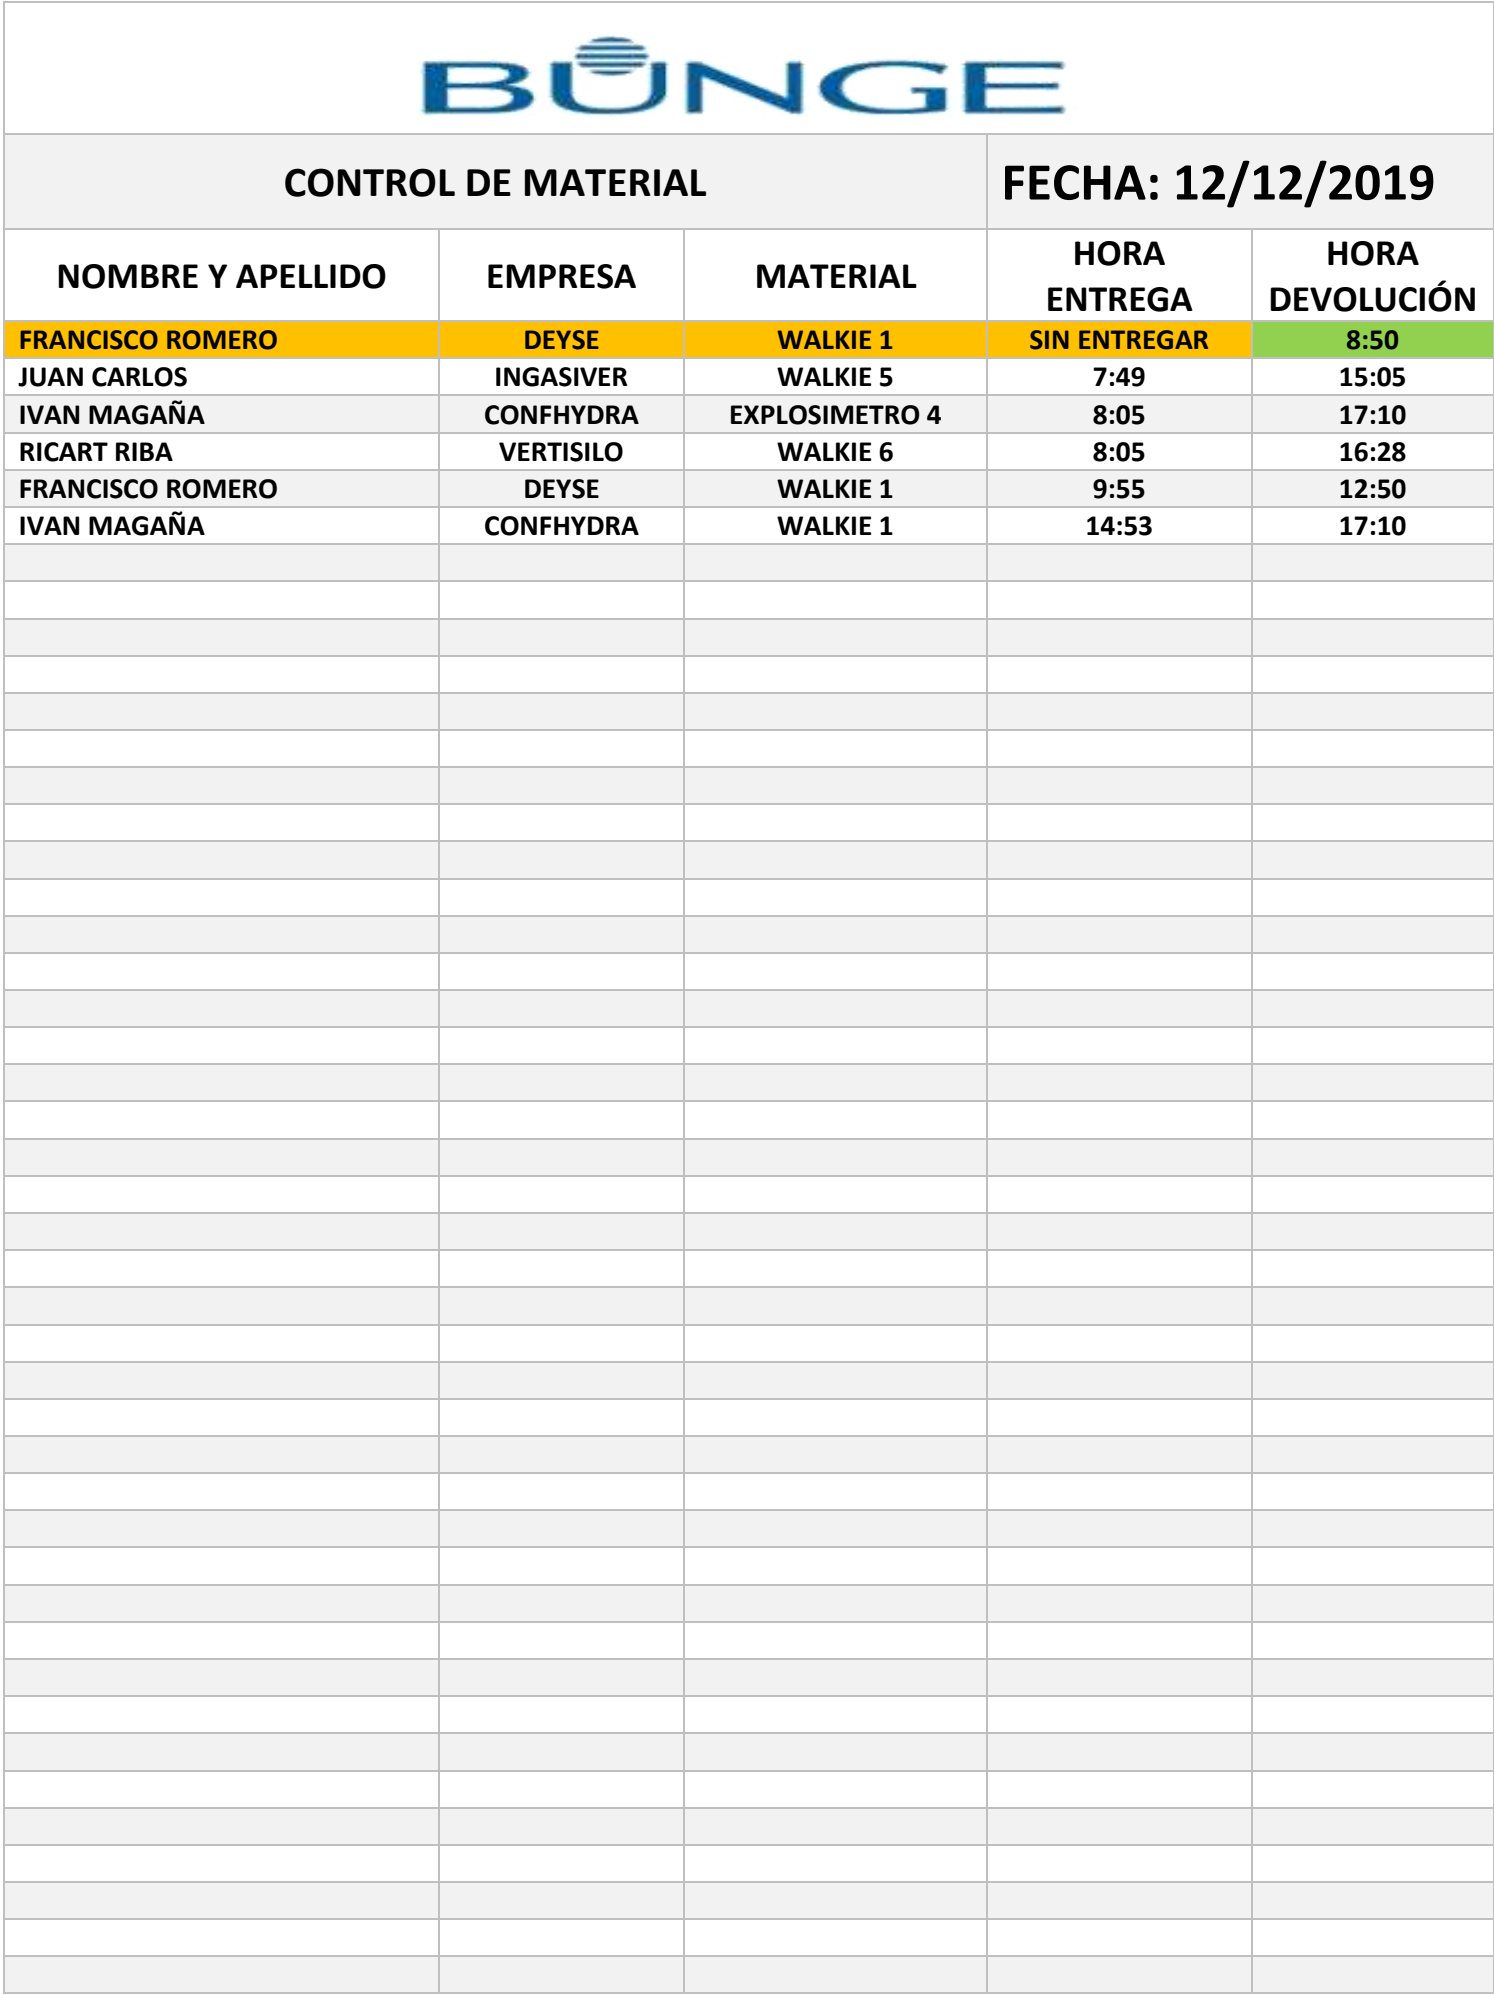 BUNGE
CONTROL DE MATERIAL FECHA: 12/12/2019
NOMBRE Y APELLIDO EMPRESA MATERIAL HORA ENTREGA HORA DEVOLUCIÓN
FRANCISCO ROMERO DEYSE WALKIE 1 SIN ENTREGAR 8:50
JUAN CARLOS INGASIVER WALKIE 5 7:49 15:05
IVAN MAGAÑA CONFHYDRA EXPLOSIMETRO 4 8:05 17:10
RICART RIBA VERTISILO WALKIE 6 8:05 16:28
FRANCISCO ROMERO DEYSE WALKIE 1 9:55 12:50
IVAN MAGAÑA CONFHYDRA WALKIE 1 14:53 17:10